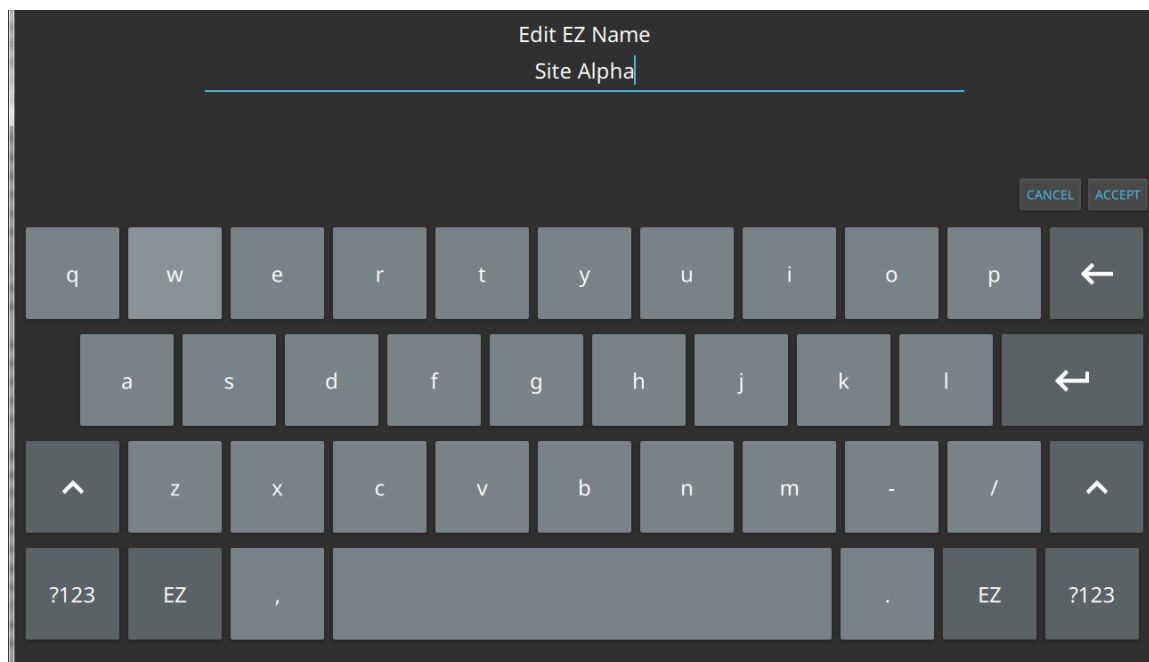 Edit EZ Name
Site Alpha
CANCEL ACCEPT
q w e r t y u i o p
a s d f g h j k l
z x c v b n m - /
?123 EZ , . EZ ?123